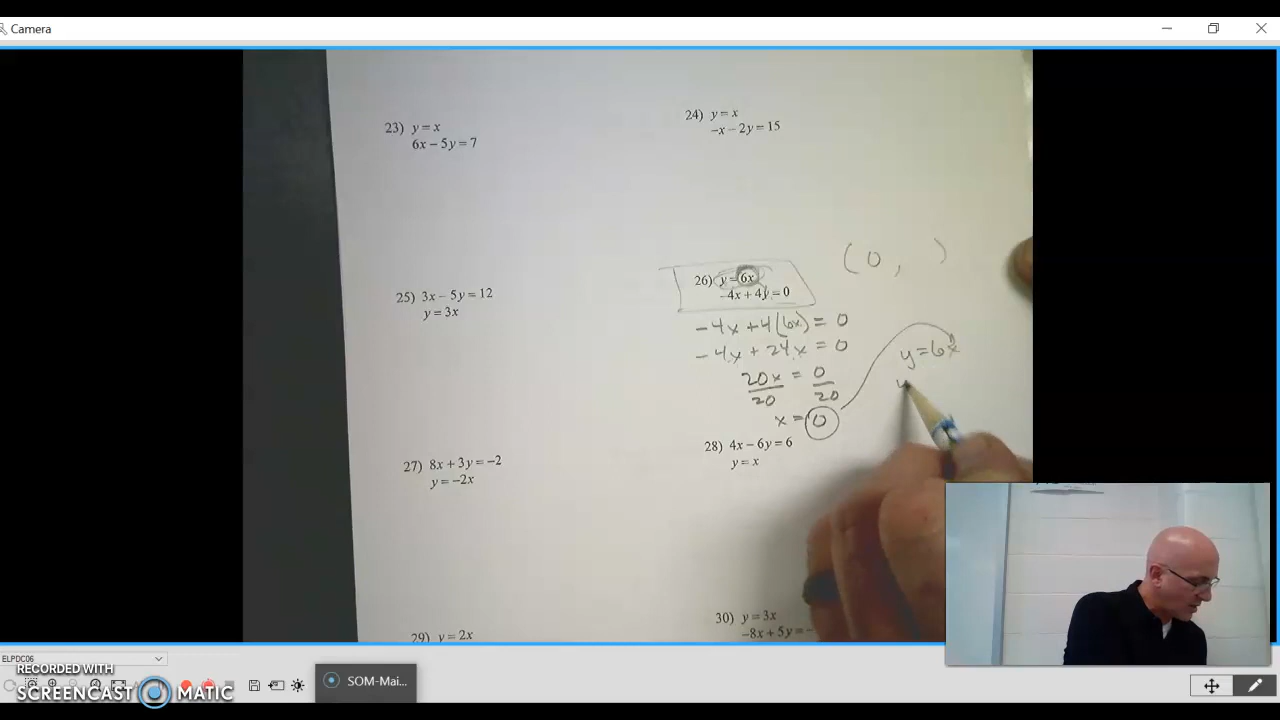 Camera
23) y = x
6x − 5y = 7
24) y = x
−x − 2y = 15
25) 3x − 5y = 12
y = 3x
26) y = 6x
−4x + 4y = 0
( 0 , )
-4x + 4(6x) = 0
-4x + 24x = 0
20x = 0
20 20
x = 0
y = 6x
y
27) 8x + 3y = −2
y = −2x
28) 4x − 6y = 6
y = x
29) y = 2x
30) y = 3x
−8x + 5y = −
ELPDC06
RECORDED WITH
SCREENCAST MATIC
SOM-Mai...